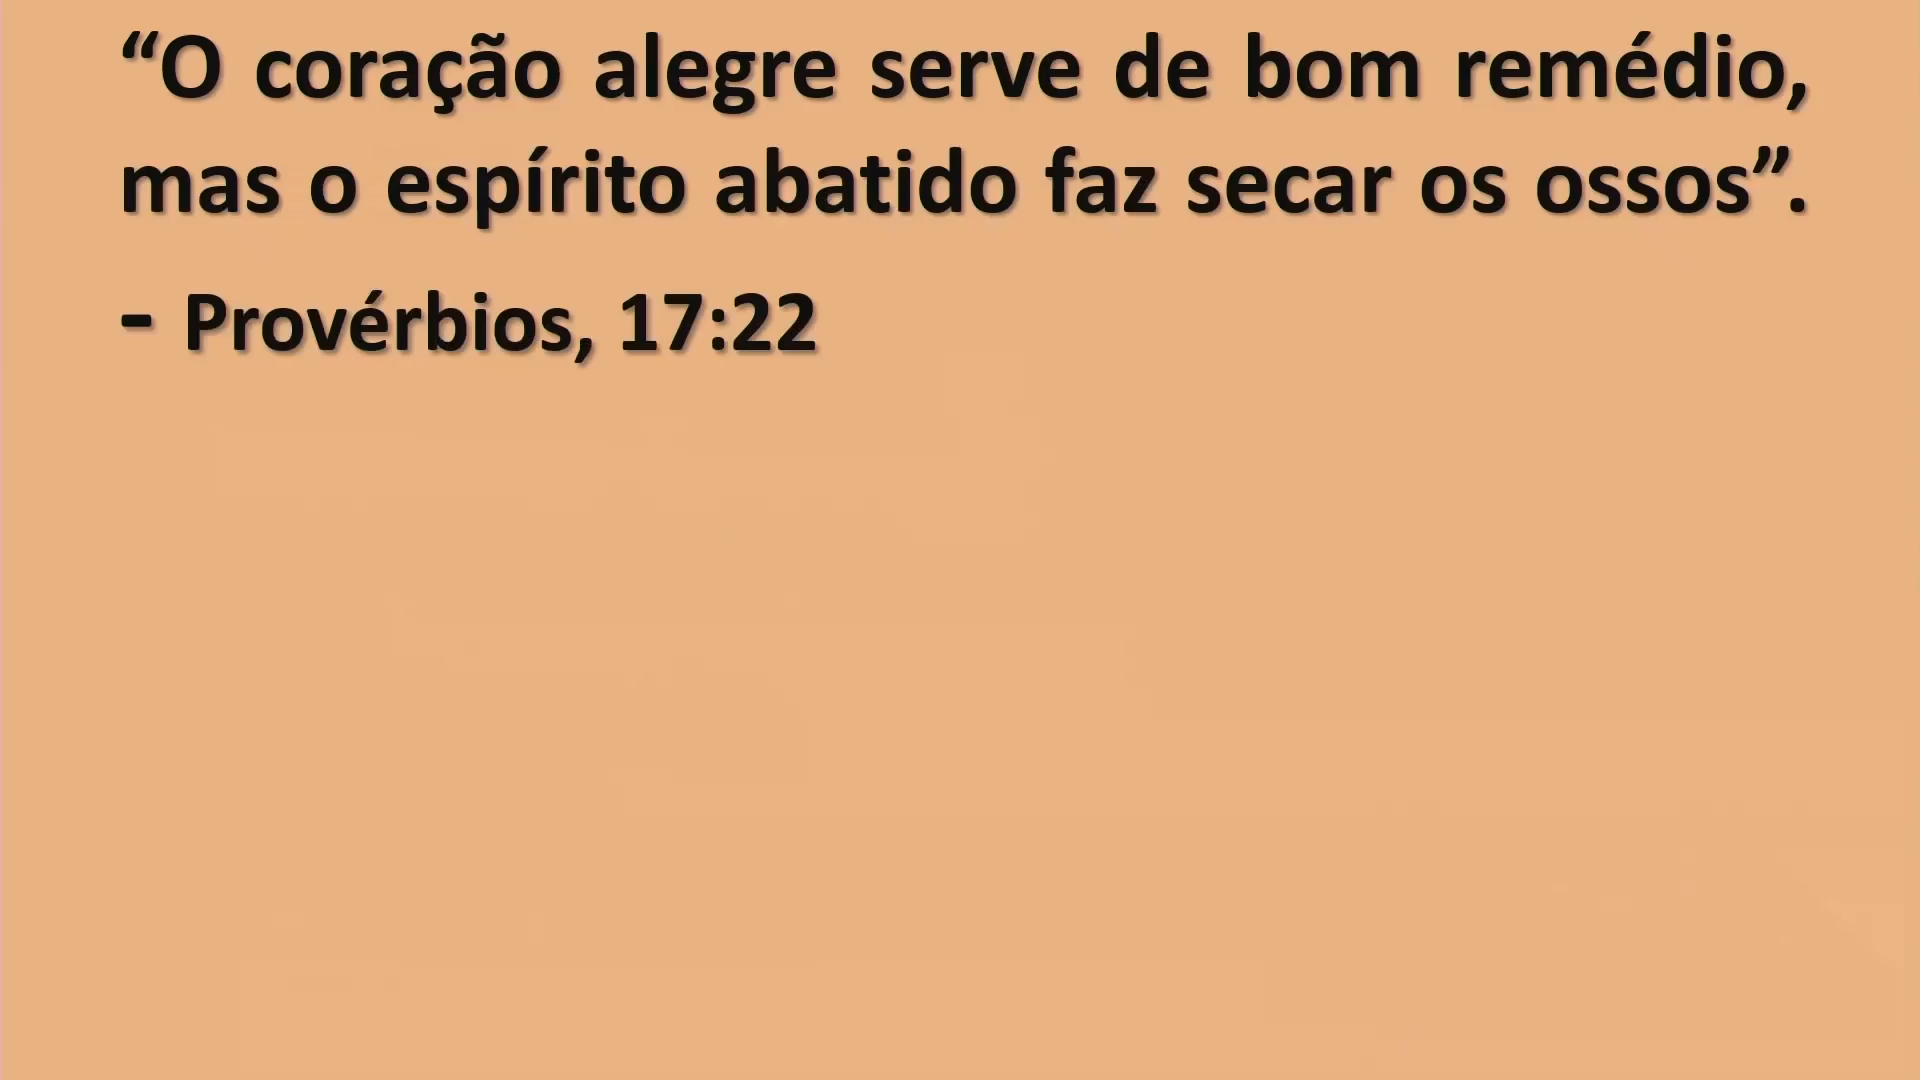 “O coração alegre serve de bom remédio,
mas o espírito abatido faz secar os ossos”.
- Provérbios, 17:22